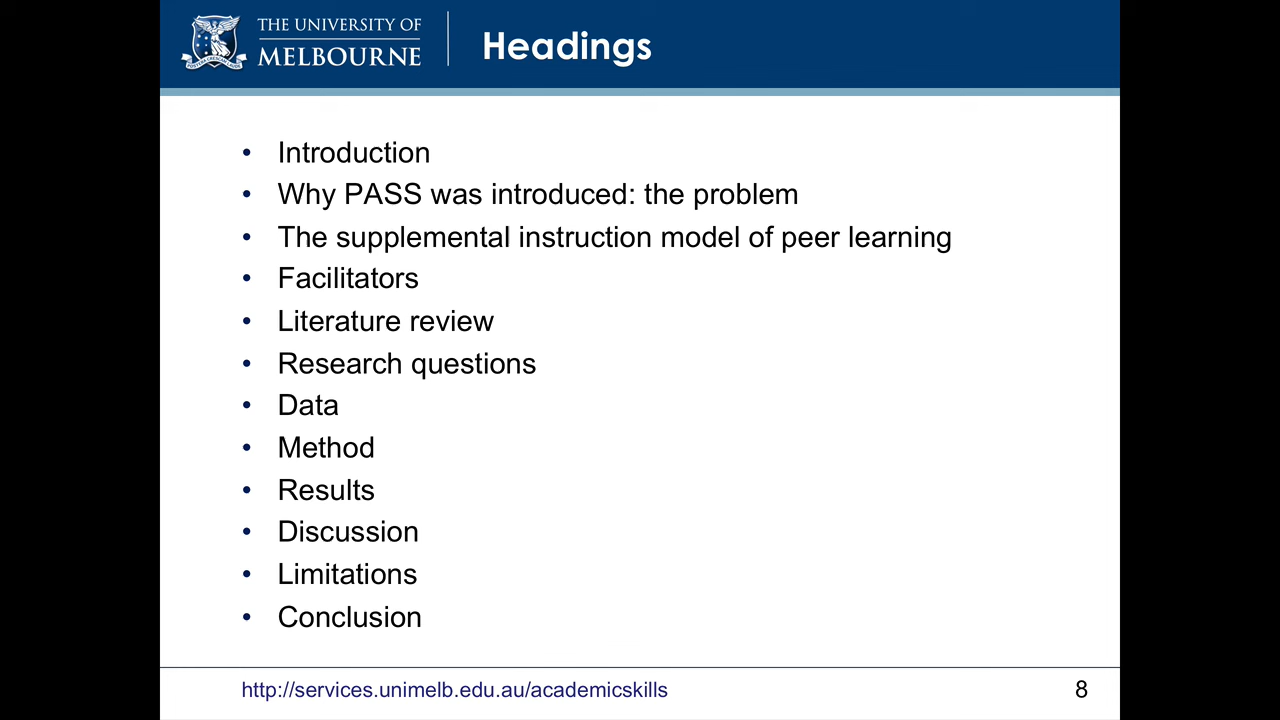 THE UNIVERSITY OF
MELBOURNE
Headings
• Introduction
• Why PASS was introduced: the problem
• The supplemental instruction model of peer learning
• Facilitators
• Literature review
• Research questions
• Data
• Method
• Results
• Discussion
• Limitations
• Conclusion
http://services.unimelb.edu.au/academicskills
8